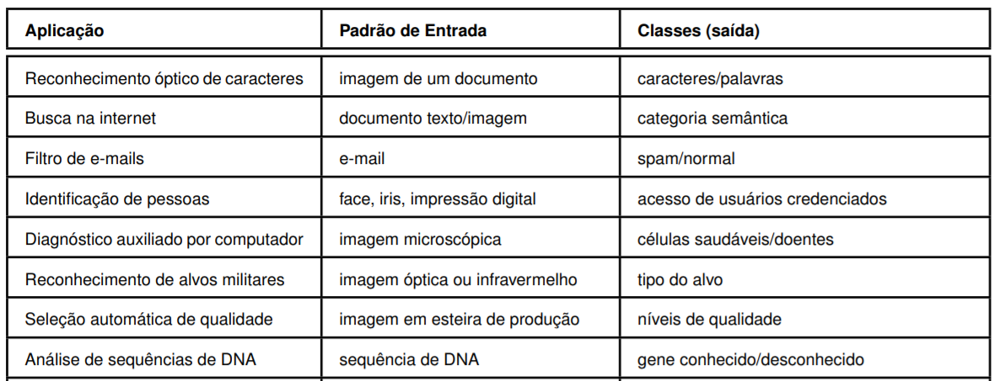 Aplicação Padrão de Entrada Classes (saída)
Reconhecimento óptico de caracteres imagem de um documento caracteres/palavras
Busca na internet documento texto/imagem categoria semântica
Filtro de e-mails e-mail spam/normal
Identificação de pessoas face, iris, impressão digital acesso de usuários credenciados
Diagnóstico auxiliado por computador imagem microscópica células saudáveis/doentes
Reconhecimento de alvos militares imagem óptica ou infravermelho tipo do alvo
Seleção automática de qualidade imagem em esteira de produção níveis de qualidade
Análise de sequências de DNA sequência de DNA gene conhecido/desconhecido